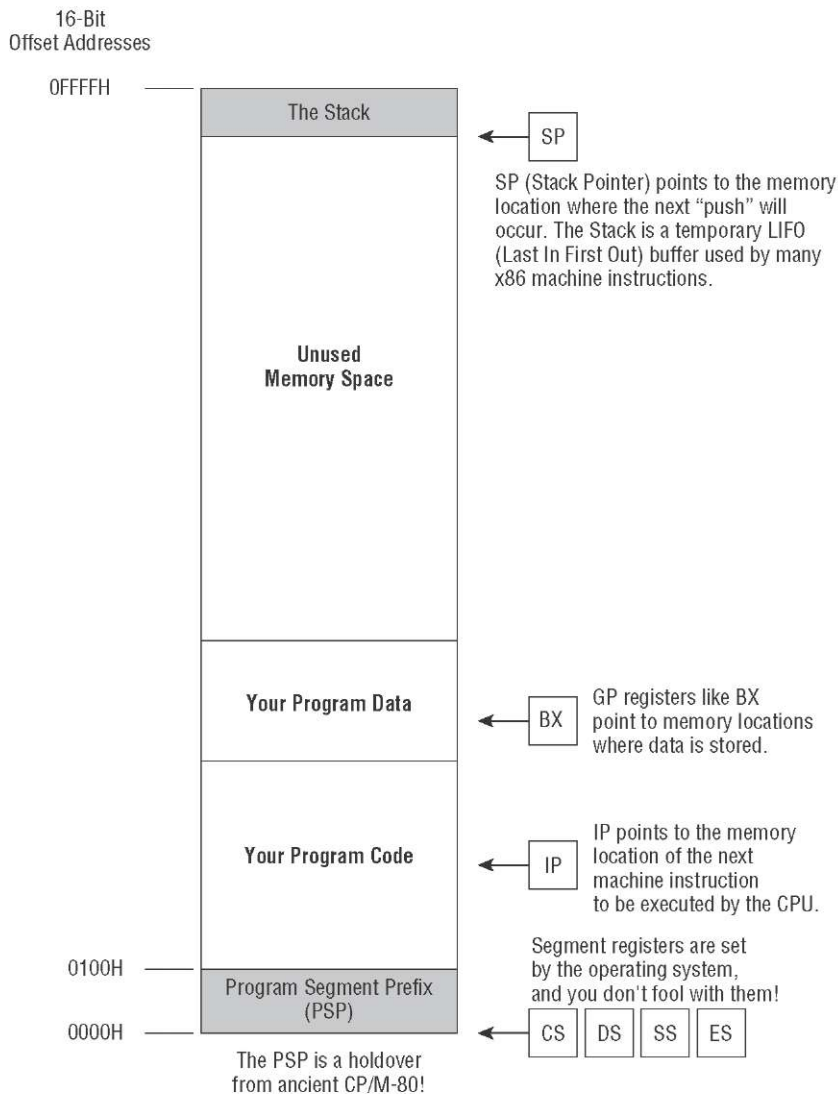 16-Bit
Offset Addresses
0FFFFH
The Stack
SP
SP (Stack Pointer) points to the memory
location where the next “push” will
occur. The Stack is a temporary LIFO
(Last In First Out) buffer used by many
x86 machine instructions.
Unused
Memory Space
Your Program Data
BX
GP registers like BX
point to memory locations
where data is stored.
Your Program Code
IP
IP points to the memory
location of the next
machine instruction
to be executed by the CPU.
0100H
Program Segment Prefix
(PSP)
Segment registers are set
by the operating system,
and you don't fool with them!
0000H
CS DS SS ES
The PSP is a holdover
from ancient CP/M-80!